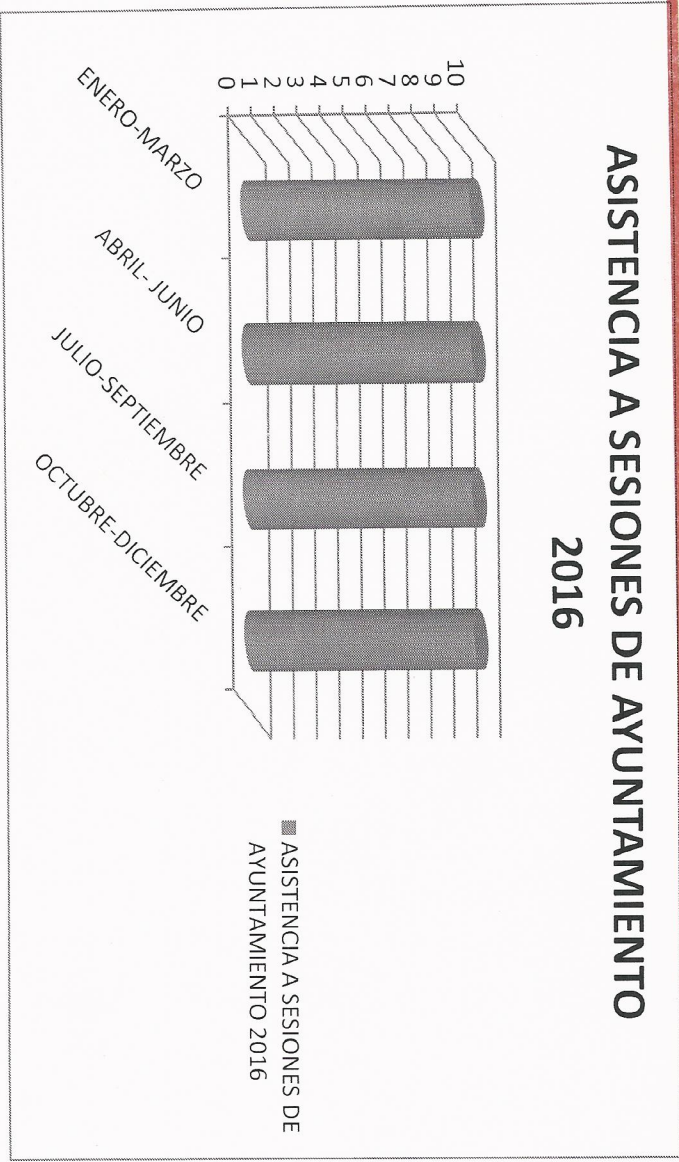 ASISTENCIA A SESIONES DE AYUNTAMIENTO
2016
10
9
8
7
6
5
4
3
2
1
0
ENERO-MARZO
ABRIL- JUNIO
JULIO-SEPTIEMBRE
OCTUBRE-DICIEMBRE
ASISTENCIA A SESIONES DE
AYUNTAMIENTO 2016